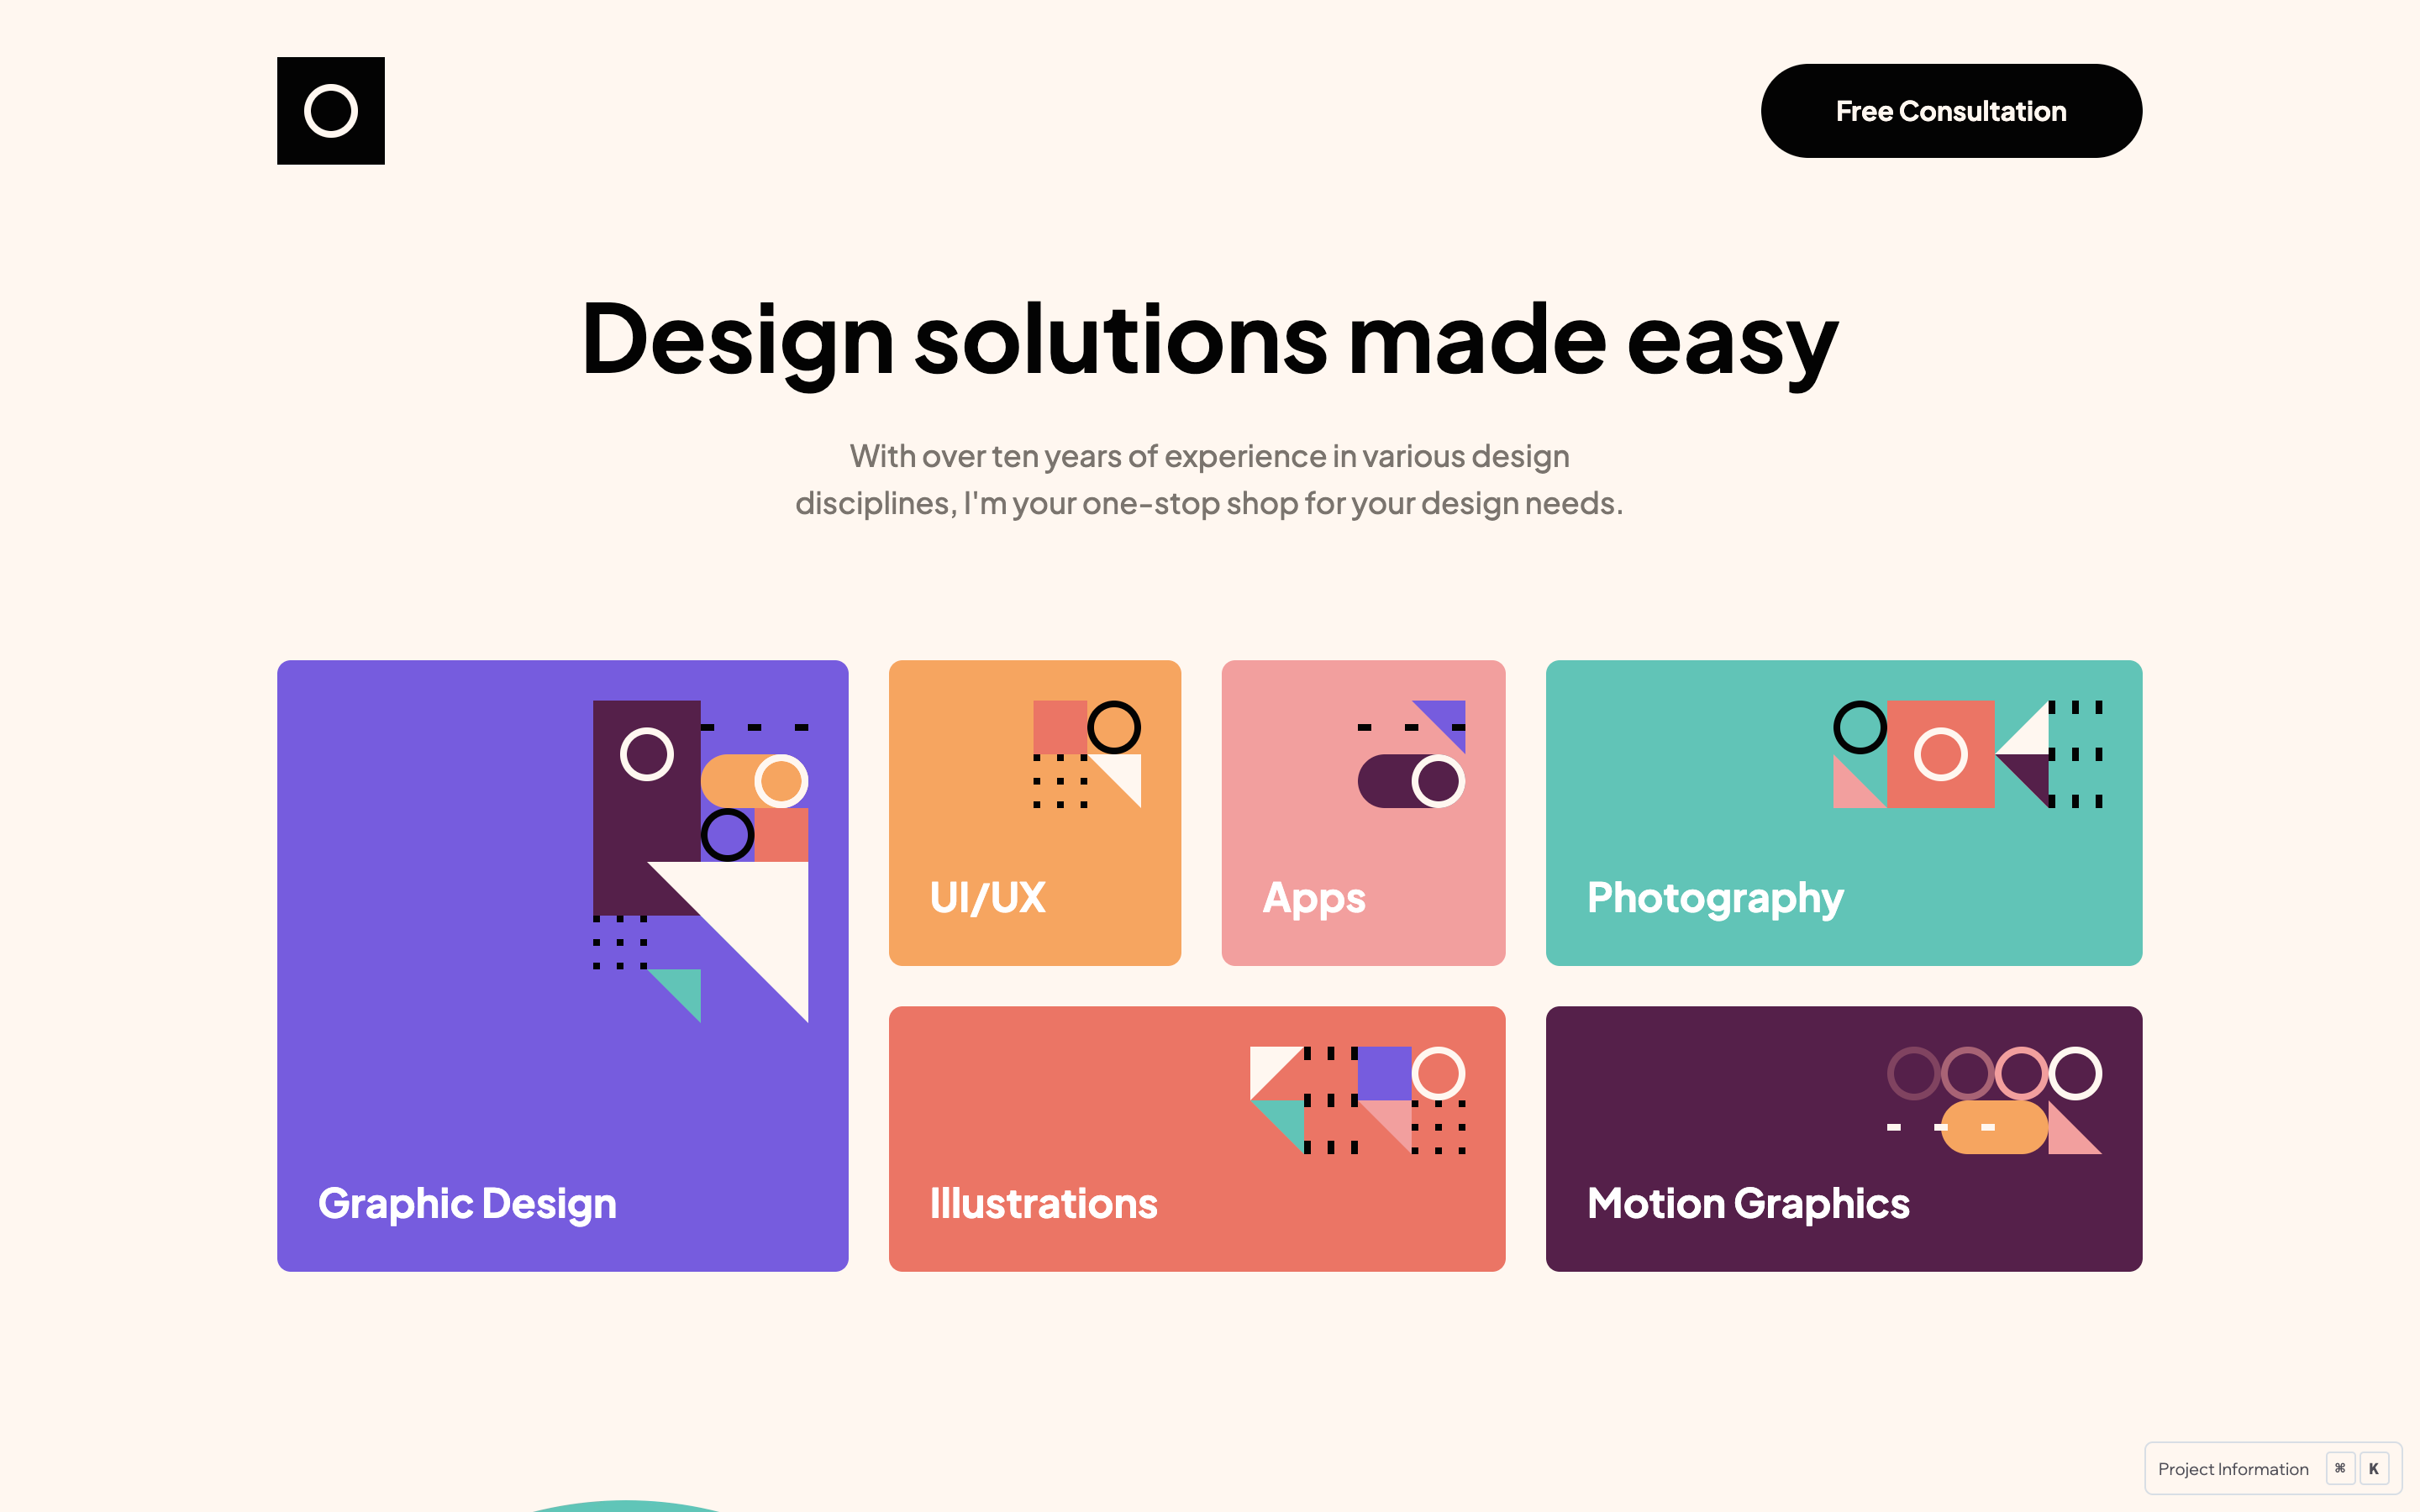 Free Consultation
Design solutions made easy
With over ten years of experience in various design
disciplines, I'm your one-stop shop for your design needs.
UI/UX
Apps
Photography
Graphic Design
Illustrations
Motion Graphics
Project Information ⌘ K